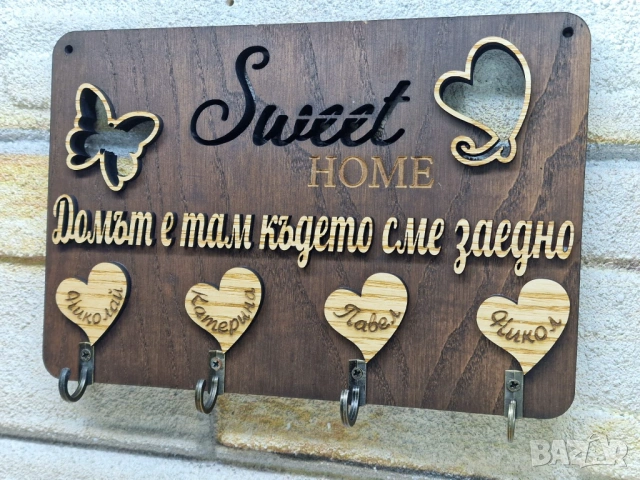 Sweet
HOME
Домът е там където сме заедно
Николай Катерина Павел Никол
BAZAR